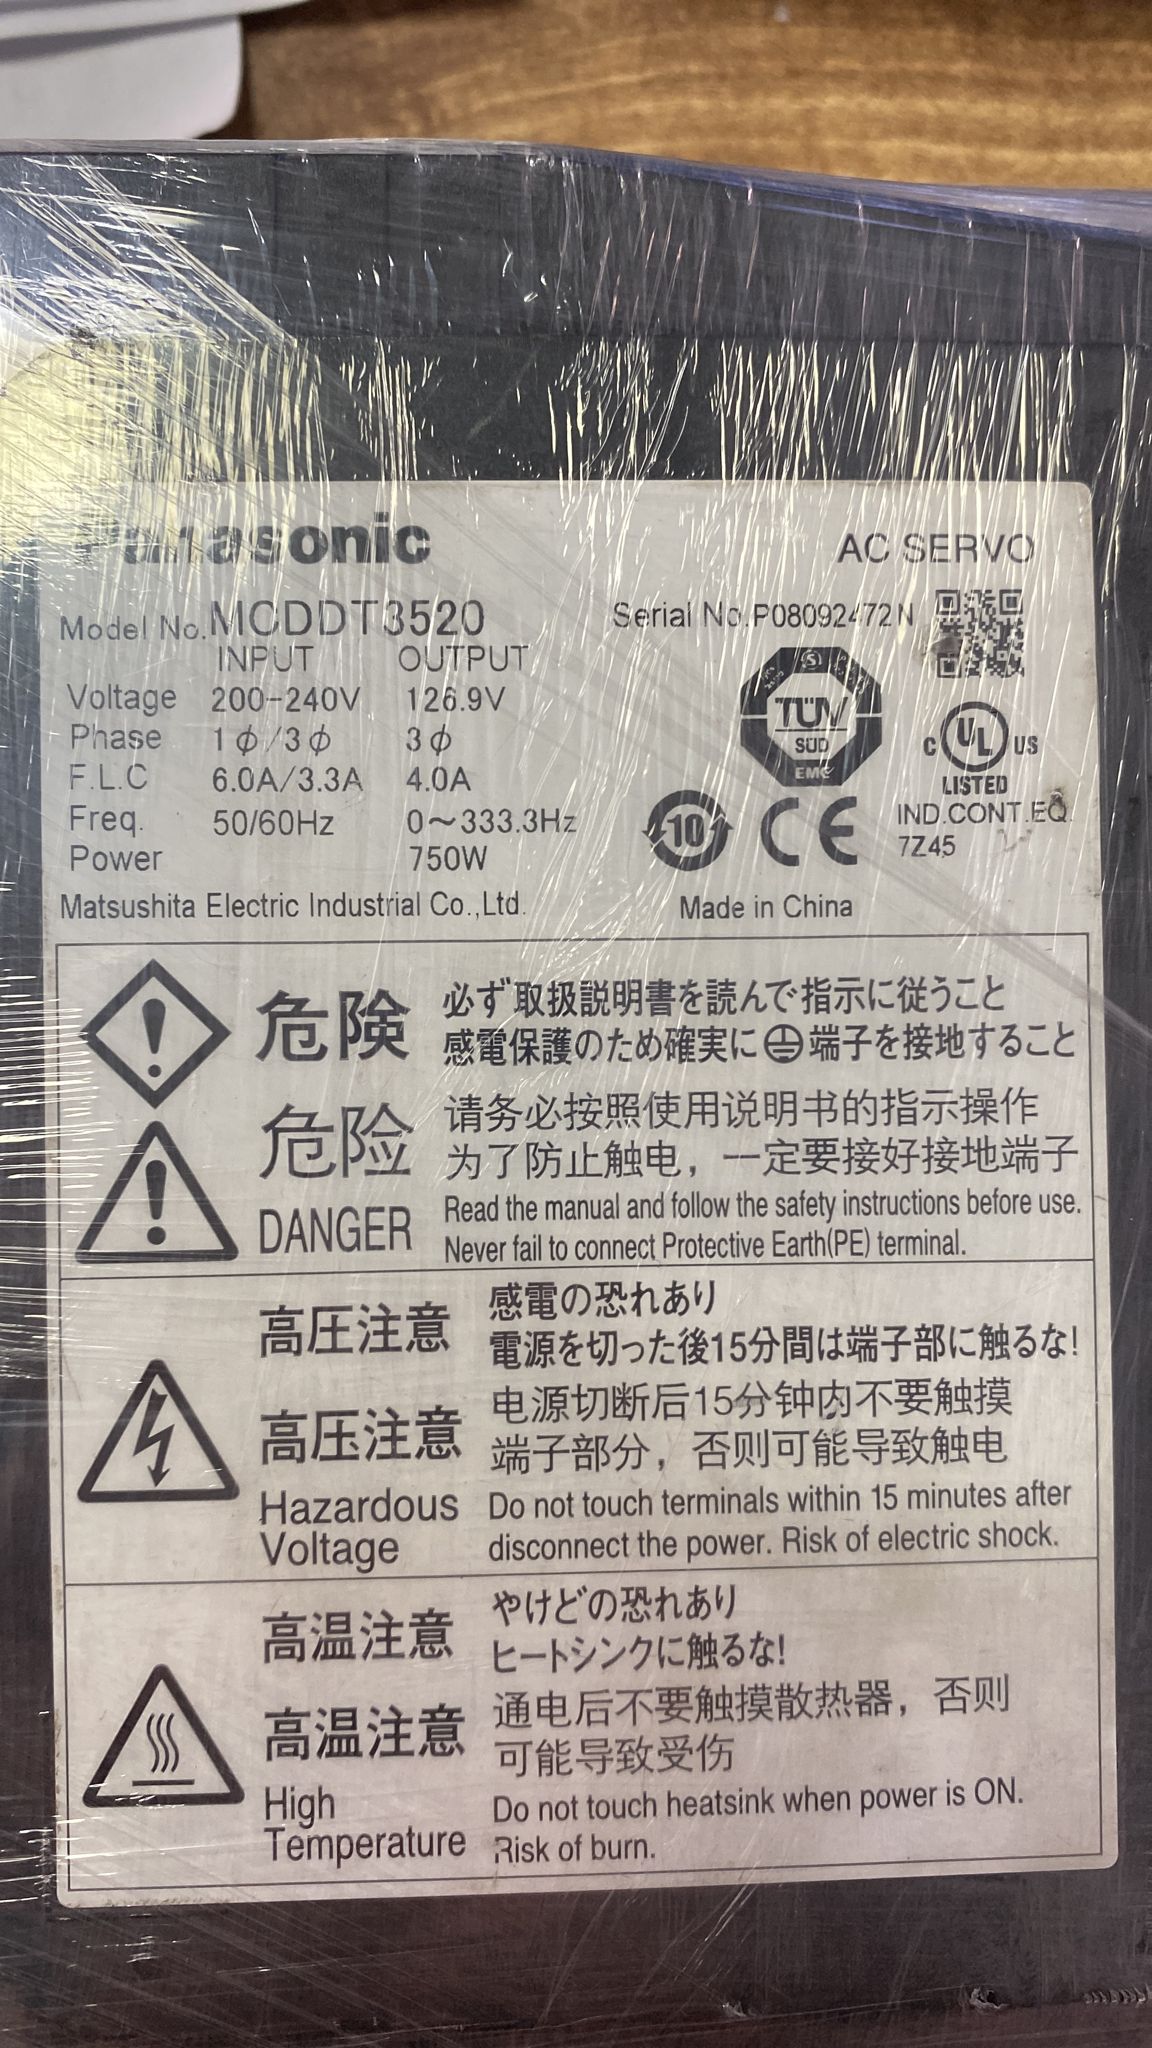 Panasonic
AC SERVO
Model No. MCDDT3520
Serial No. P08092472N
INPUT OUTPUT
Voltage 200-240V 126.9V
Phase 1ϕ/3ϕ 3ϕ
F.L.C 6.0A/3.3A 4.0A
Freq. 50/60Hz 0～333.3Hz
Power 750W
TÜV
SÜD
EMC
C UL US
LISTED
IND.CONT.EQ.
7Z45
10
CE
Matsushita Electric Industrial Co.,Ltd.
Made in China
危険
必ず取扱説明書を読んで指示に従うこと
感電保護のため確実に⏚端子を接地すること
危险
请务必按照使用说明书的指示操作
为了防止触电，一定要接好接地端子
DANGER
Read the manual and follow the safety instructions before use.
Never fail to connect Protective Earth(PE) terminal.
高圧注意
感電の恐れあり
電源を切った後15分間は端子部に触るな!
高压注意
电源切断后15分钟内不要触摸
端子部分，否则可能导致触电
Hazardous
Voltage
Do not touch terminals within 15 minutes after
disconnect the power. Risk of electric shock.
高温注意
やけどの恐れあり
ヒートシンクに触るな!
高温注意
通电后不要触摸散热器，否则
可能导致受伤
High
Temperature
Do not touch heatsink when power is ON.
Risk of burn.